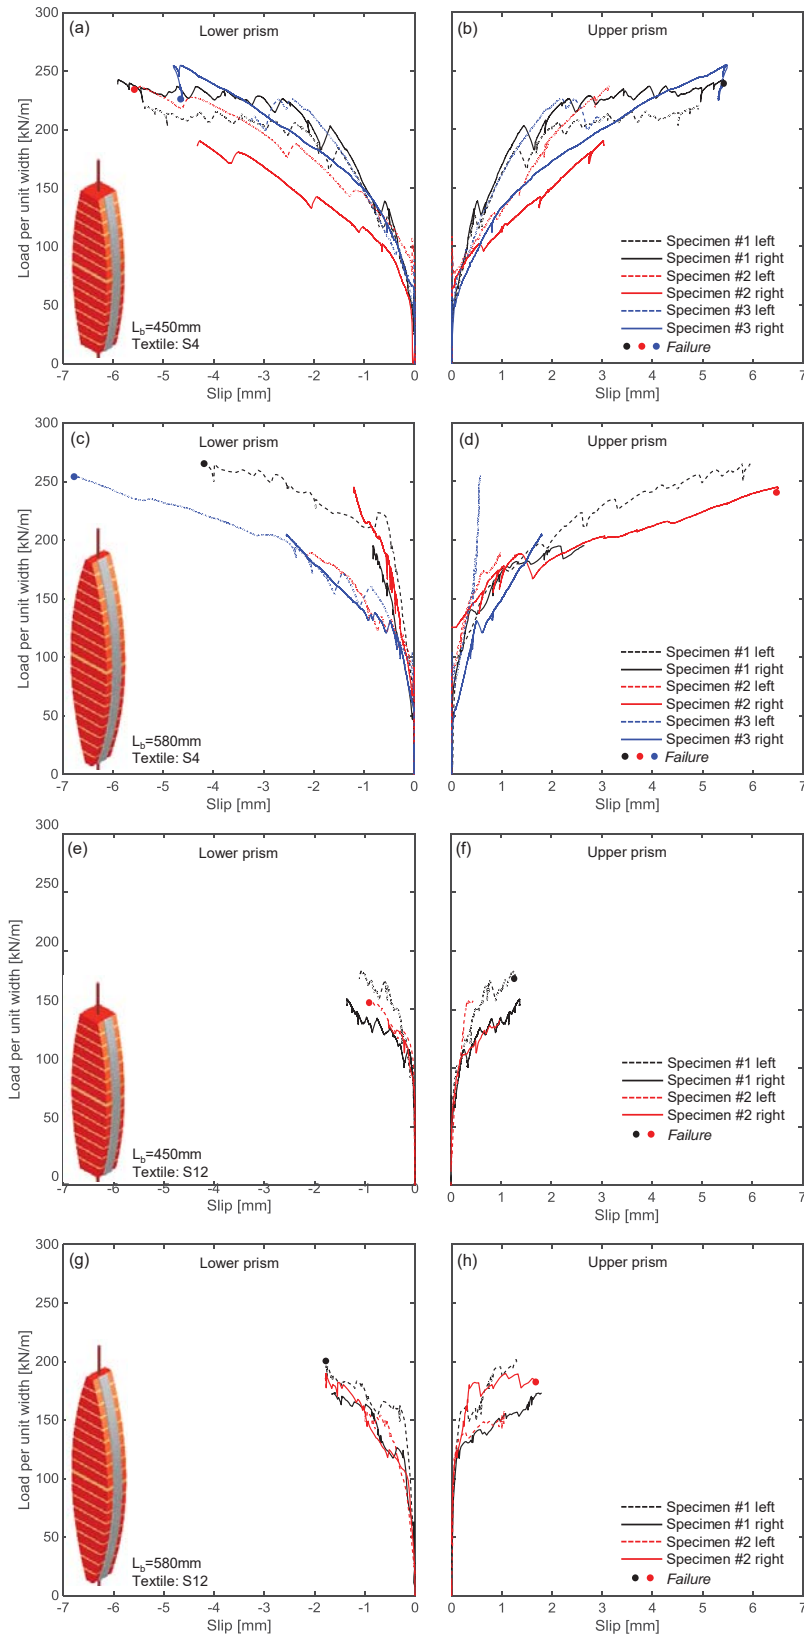 (a)
Lower prism
(b)
Upper prism
300
250
200
150
100
50
0
Load per unit width [kN/m]
L_b=450mm
Textile: S4
-7 -6 -5 -4 -3 -2 -1 0
Slip [mm]
Specimen #1 left
Specimen #1 right
Specimen #2 left
Specimen #2 right
Specimen #3 left
Specimen #3 right
Failure
0 1 2 3 4 5 6 7
Slip [mm]
(c)
Lower prism
(d)
Upper prism
300
250
200
150
100
50
0
Load per unit width [kN/m]
L_b=580mm
Textile: S4
-7 -6 -5 -4 -3 -2 -1 0
Slip [mm]
Specimen #1 left
Specimen #1 right
Specimen #2 left
Specimen #2 right
Specimen #3 left
Specimen #3 right
Failure
0 1 2 3 4 5 6 7
Slip [mm]
(e)
Lower prism
(f)
Upper prism
300
250
200
150
100
50
0
Load per unit width [kN/m]
L_b=450mm
Textile: S12
-7 -6 -5 -4 -3 -2 -1 0
Slip [mm]
Specimen #1 left
Specimen #1 right
Specimen #2 left
Specimen #2 right
Failure
0 1 2 3 4 5 6 7
Slip [mm]
(g)
Lower prism
(h)
Upper prism
300
250
200
150
100
50
0
Load per unit width [kN/m]
L_b=580mm
Textile: S12
-7 -6 -5 -4 -3 -2 -1 0
Slip [mm]
Specimen #1 left
Specimen #1 right
Specimen #2 left
Specimen #2 right
Failure
0 1 2 3 4 5 6 7
Slip [mm]